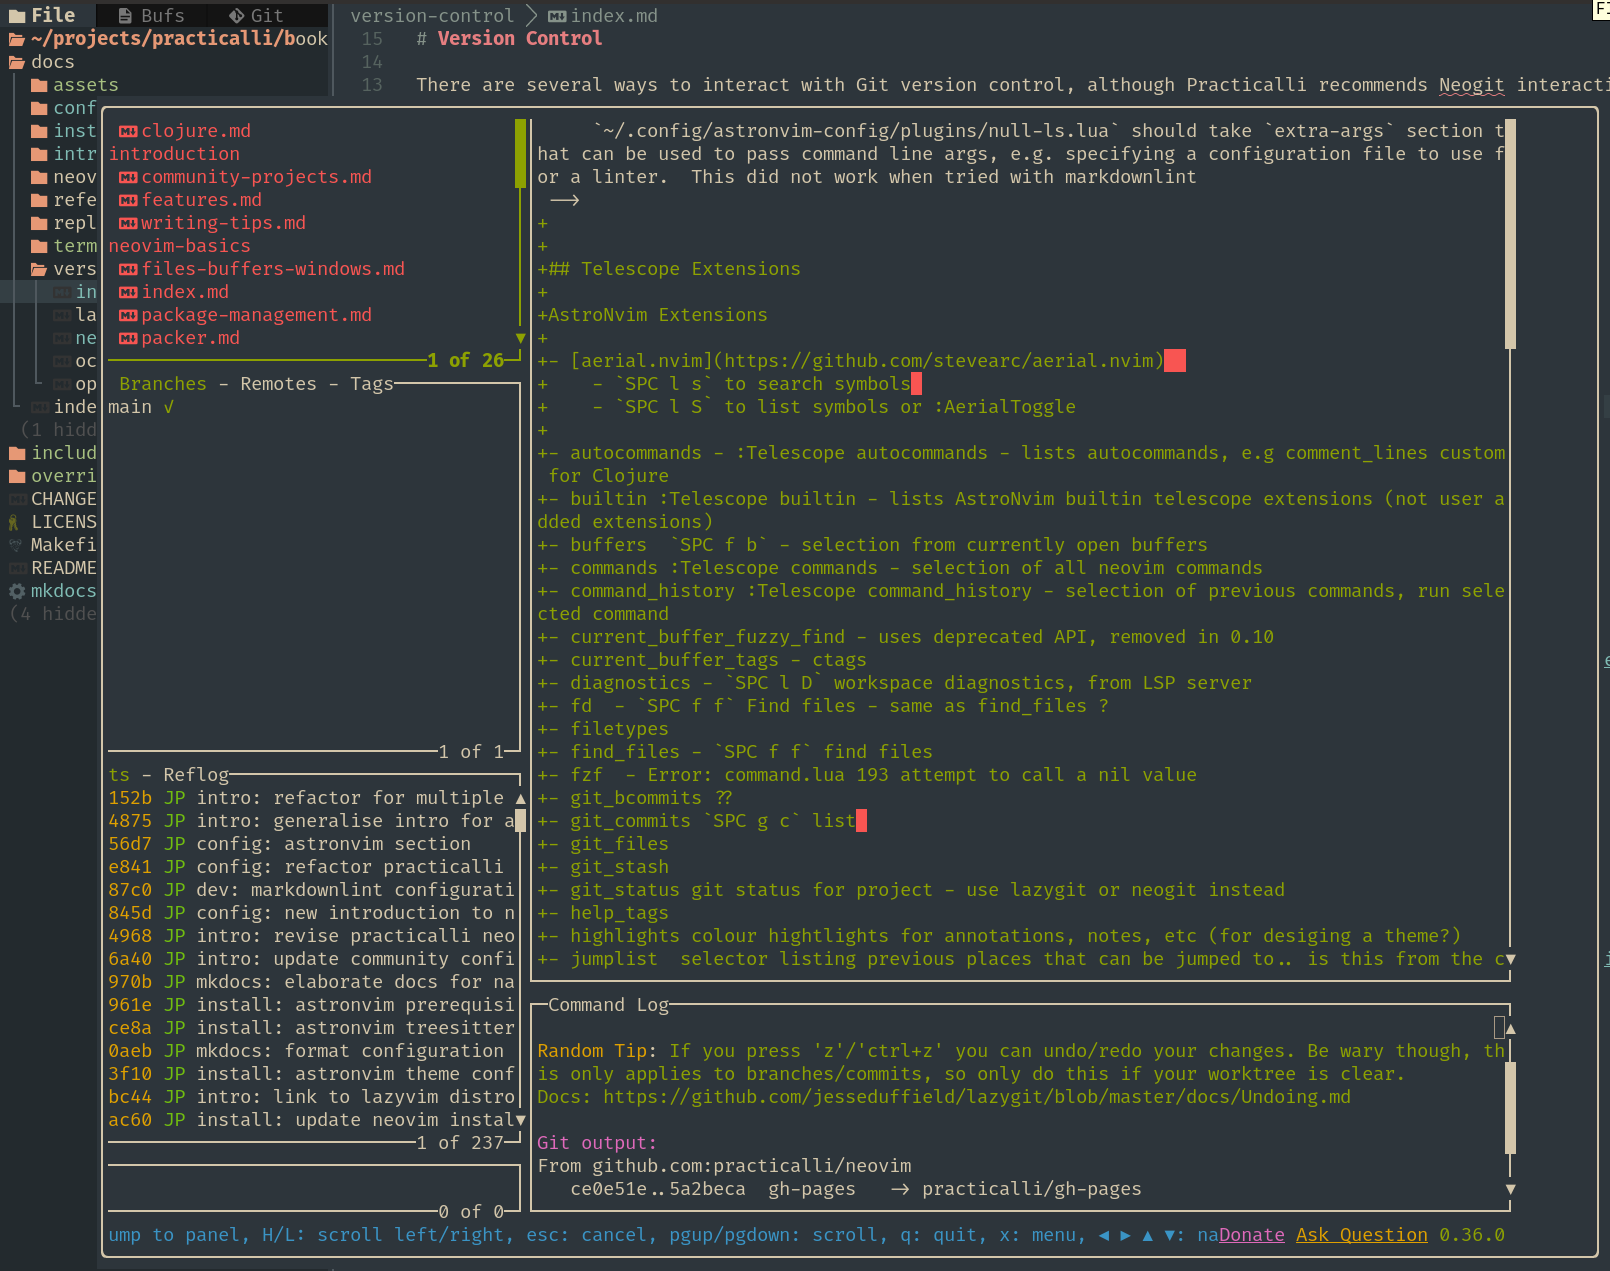 File Bufs Git
~/projects/practicalli/book
docs
assets
conf
inst
intr
neov
refe
repl
term
vers
in
la
ne
oc
op
inde
(1 hidd
includ
overri
CHANGE
LICENS
Makefi
README
mkdocs
(4 hidde
version-control > index.md
15 # Version Control
14
13 There are several ways to interact with Git version control, although Practicalli recommends Neogit interacti
clojure.md
introduction
community-projects.md
features.md
writing-tips.md
neovim-basics
files-buffers-windows.md
index.md
package-management.md
packer.md
1 of 26
Branches - Remotes - Tags
main √
1 of 1
ts - Reflog
152b JP intro: refactor for multiple
4875 JP intro: generalise intro for a
56d7 JP config: astronvim section
e841 JP config: refactor practicalli
87c0 JP dev: markdownlint configurati
845d JP config: new introduction to n
4968 JP intro: revise practicalli neo
6a40 JP intro: update community confi
970b JP mkdocs: elaborate docs for na
961e JP install: astronvim prerequisi
ce8a JP install: astronvim treesitter
0aeb JP mkdocs: format configuration
3f10 JP install: astronvim theme conf
bc44 JP intro: link to lazyvim distro
ac60 JP install: update neovim instal
1 of 237
0 of 0
`~/.config/astronvim-config/plugins/null-ls.lua` should take `extra-args` section t
hat can be used to pass command line args, e.g. specifying a configuration file to use f
or a linter.  This did not work when tried with markdownlint
-->
+
+
+## Telescope Extensions
+
+AstroNvim Extensions
+
+- [aerial.nvim](https://github.com/stevearc/aerial.nvim)
+    - `SPC l s` to search symbols
+    - `SPC l S` to list symbols or :AerialToggle
+
+- autocommands - :Telescope autocommands - lists autocommands, e.g comment_lines custom
for Clojure
+- builtin :Telescope builtin - lists AstroNvim builtin telescope extensions (not user a
dded extensions)
+- buffers  `SPC f b` - selection from currently open buffers
+- commands :Telescope commands - selection of all neovim commands
+- command_history :Telescope command_history - selection of previous commands, run sele
cted command
+- current_buffer_fuzzy_find - uses deprecated API, removed in 0.10
+- current_buffer_tags - ctags
+- diagnostics - `SPC l D` workspace diagnostics, from LSP server
+- fd  - `SPC f f` Find files - same as find_files ?
+- filetypes
+- find_files - `SPC f f` find files
+- fzf  - Error: command.lua 193 attempt to call a nil value
+- git_bcommits ??
+- git_commits `SPC g c` list
+- git_files
+- git_stash
+- git_status git status for project - use lazygit or neogit instead
+- help_tags
+- highlights colour hightlights for annotations, notes, etc (for desiging a theme?)
+- jumplist  selector listing previous places that can be jumped to.. is this from the c
Command Log
Random Tip: If you press 'z'/'ctrl+z' you can undo/redo your changes. Be wary though, th
is only applies to branches/commits, so only do this if your worktree is clear.
Docs: https://github.com/jesseduffield/lazygit/blob/master/docs/Undoing.md
Git output:
From github.com:practicalli/neovim
ce0e51e..5a2beca  gh-pages   -> practicalli/gh-pages
ump to panel, H/L: scroll left/right, esc: cancel, pgup/pgdown: scroll, q: quit, x: menu, ◄ ► ▲ ▼: naDonate Ask Question 0.36.0